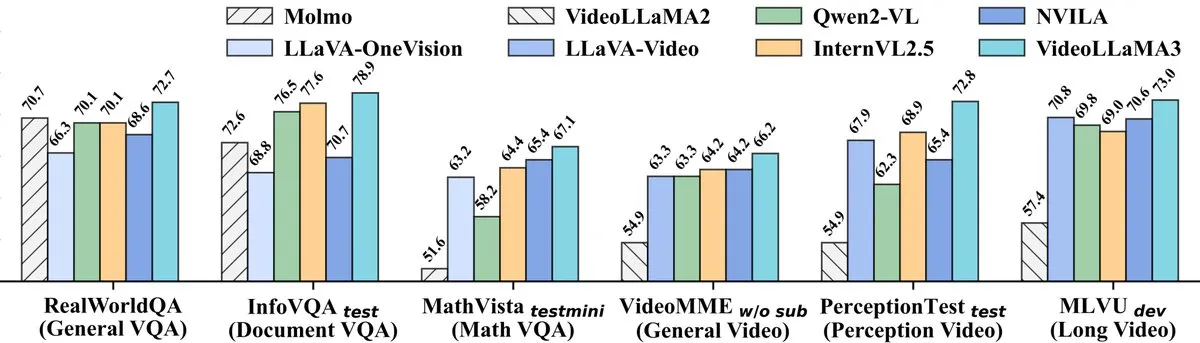 Molmo VideoLLaMA2 Qwen2-VL NVILA
LLaVA-OneVision LLaVA-Video InternVL2.5 VideoLLaMA3
70.7 66.3 70.1 70.1 68.6 72.7
72.6 68.8 76.5 77.6 70.7 78.9
51.6 63.2 58.2 64.4 65.4 67.1
54.9 63.3 63.3 64.2 64.2 66.2
54.9 67.9 62.3 68.9 65.4 72.8
57.4 70.8 69.8 69.0 70.6 73.0
RealWorldQA InfoVQA test MathVista testmini VideoMME w/o sub PerceptionTest test MLVU dev
(General VQA) (Document VQA) (Math VQA) (General Video) (Perception Video) (Long Video)